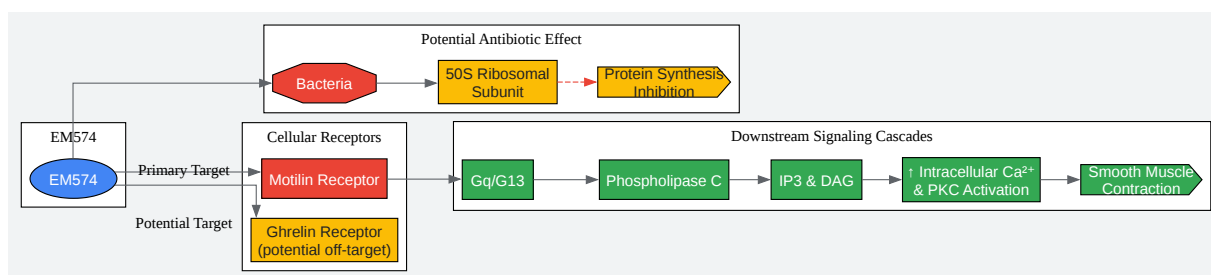 Potential Antibiotic Effect
Bacteria
50S Ribosomal
Subunit
Protein Synthesis
Inhibition
EM574
EM574
Primary Target
Potential Target
Cellular Receptors
Motilin Receptor
Ghrelin Receptor
(potential off-target)
Downstream Signaling Cascades
Gq/G13
Phospholipase C
IP3 & DAG
↑ Intracellular Ca²⁺
& PKC Activation
Smooth Muscle
Contraction